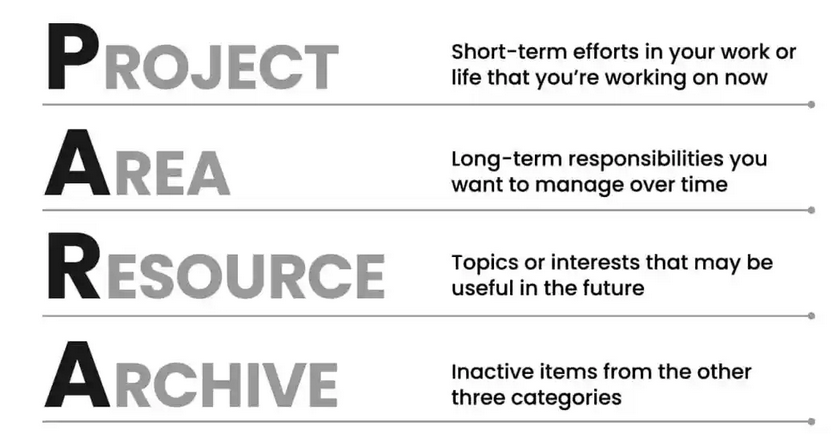 PROJECT
Short-term efforts in your work or
life that you’re working on now
AREA
Long-term responsibilities you
want to manage over time
RESOURCE
Topics or interests that may be
useful in the future
ARCHIVE
Inactive items from the other
three categories